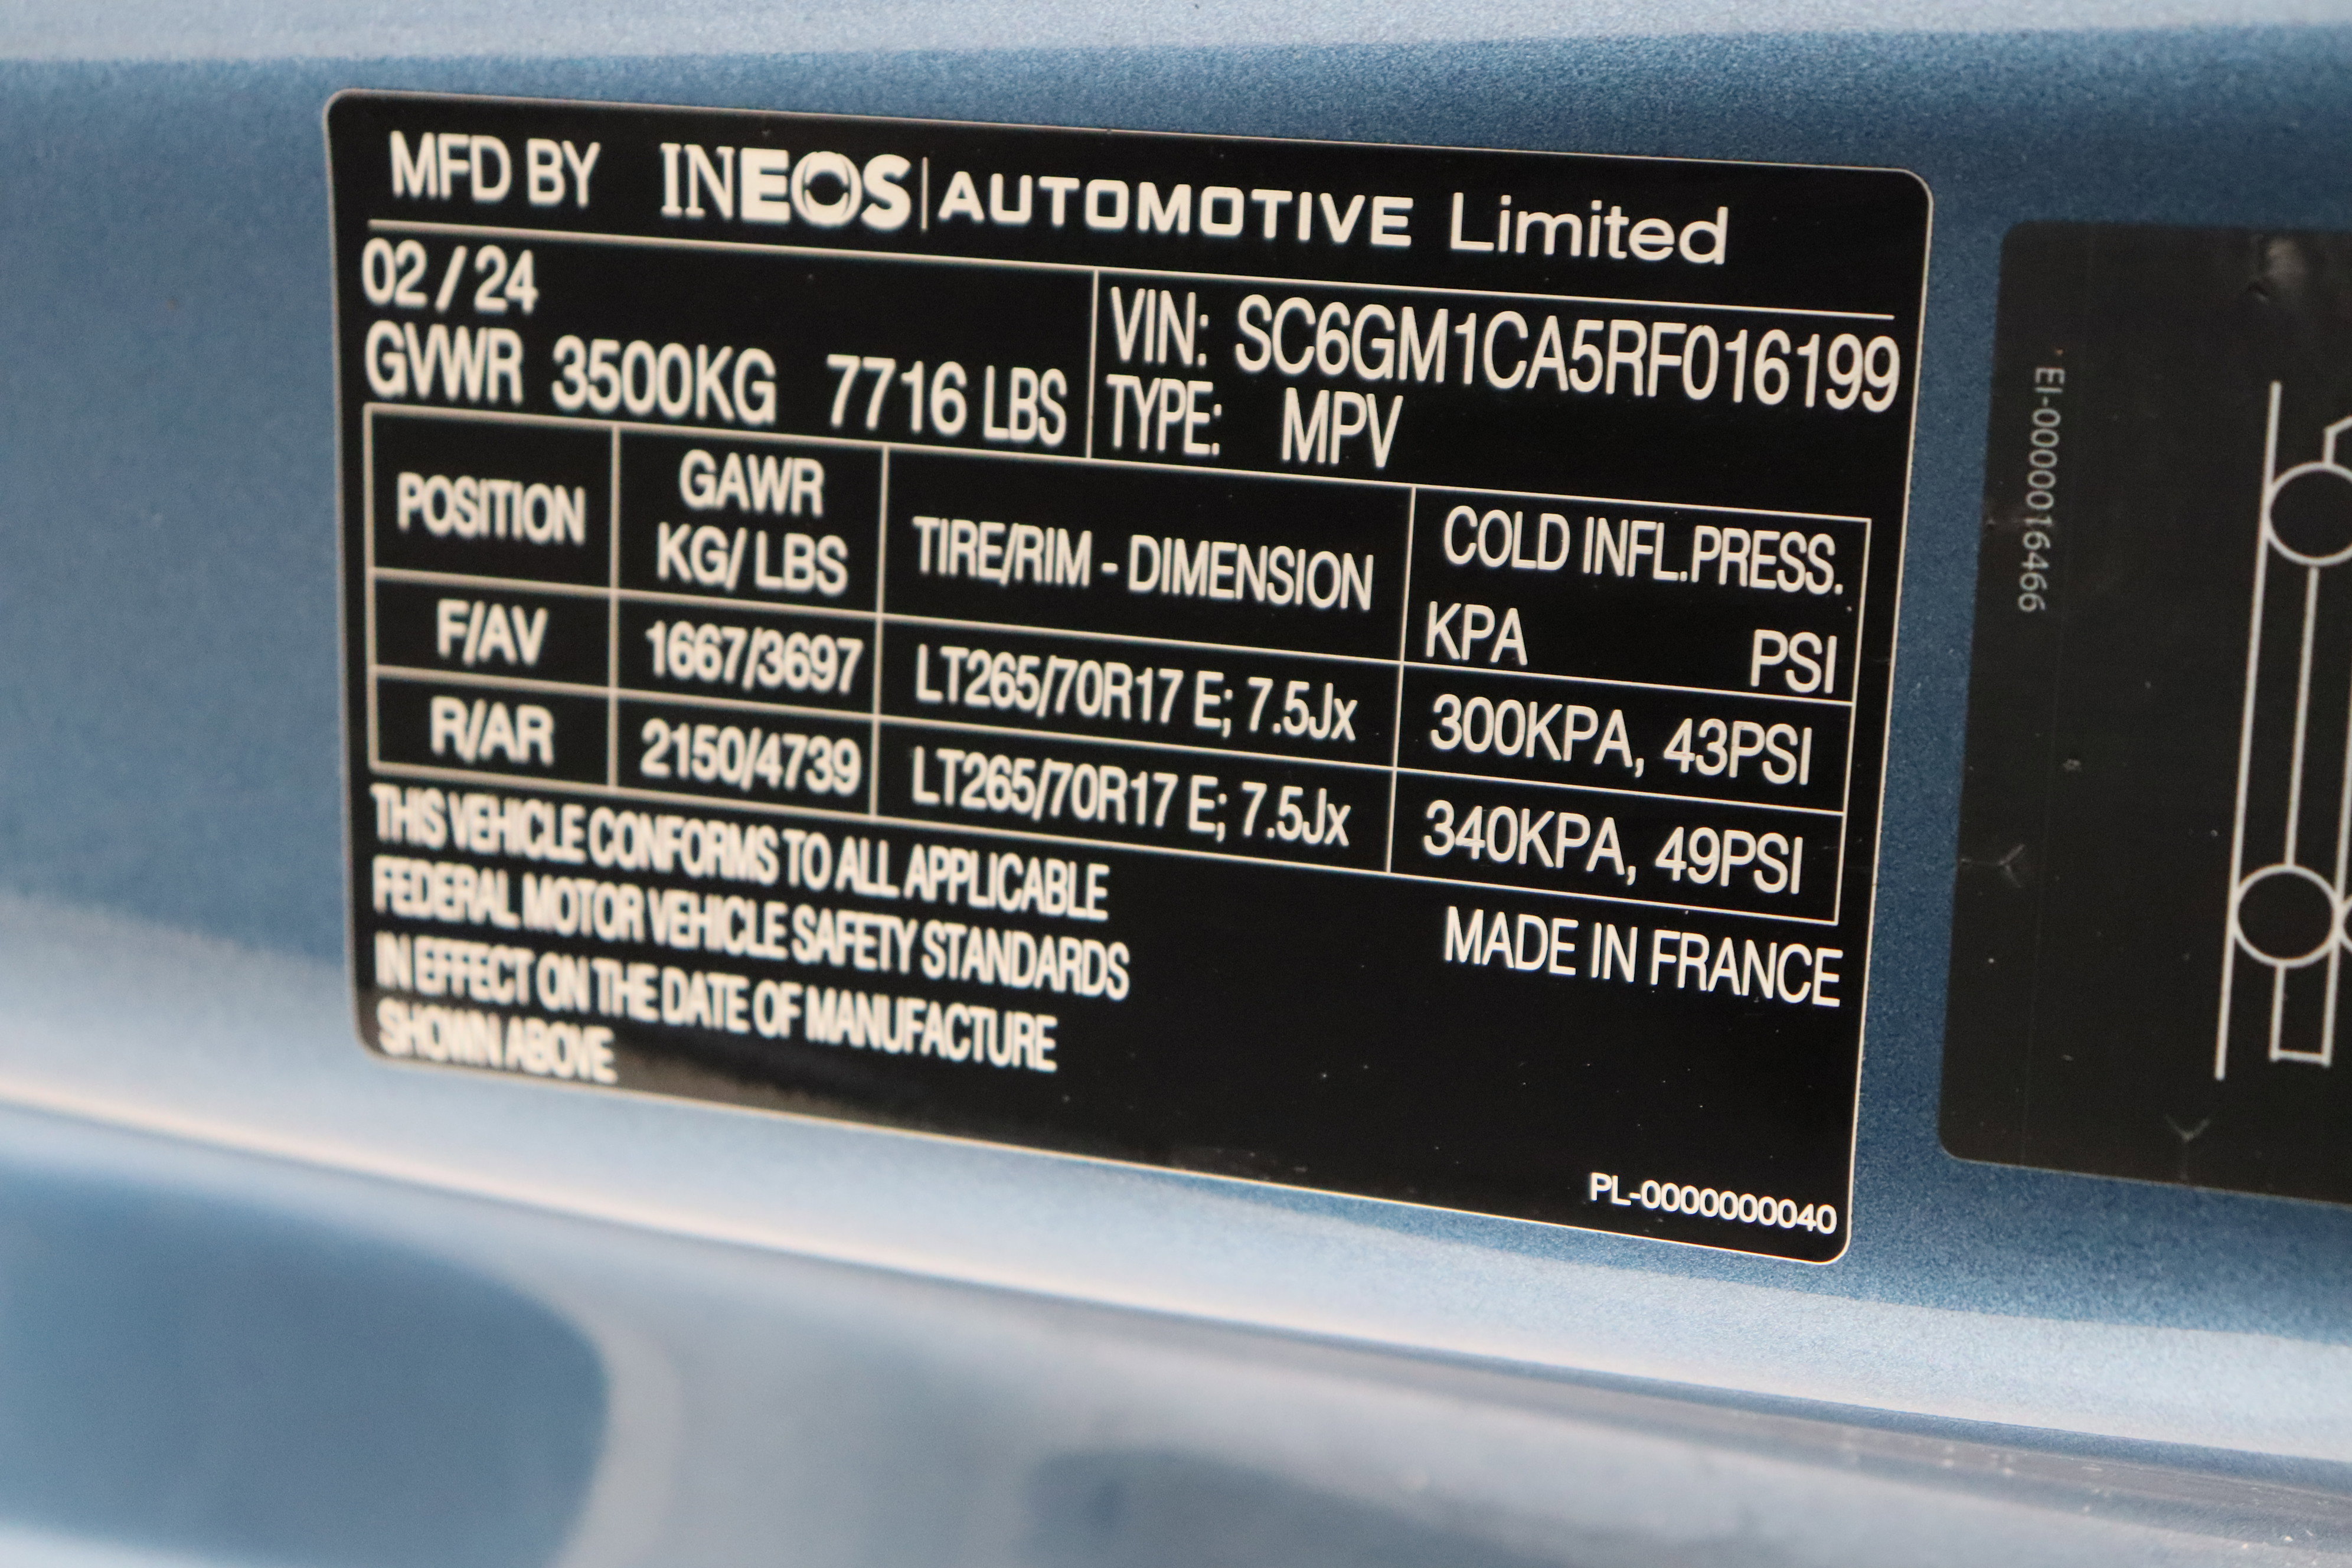 MFD BY INEOS | AUTOMOTIVE Limited
02 / 24
GVWR 3500KG 7716 LBS
VIN: SC6GM1CA5RF016199
TYPE: MPV
POSITION GAWR KG/ LBS TIRE/RIM - DIMENSION COLD INFL.PRESS. KPA PSI
F/AV 1667/3697 LT265/70R17 E; 7.5Jx 300KPA, 43PSI
R/AR 2150/4739 LT265/70R17 E; 7.5Jx 340KPA, 49PSI
THIS VEHICLE CONFORMS TO ALL APPLICABLE
FEDERAL MOTOR VEHICLE SAFETY STANDARDS
IN EFFECT ON THE DATE OF MANUFACTURE
SHOWN ABOVE
MADE IN FRANCE
PL-0000000040
EI-0000016466